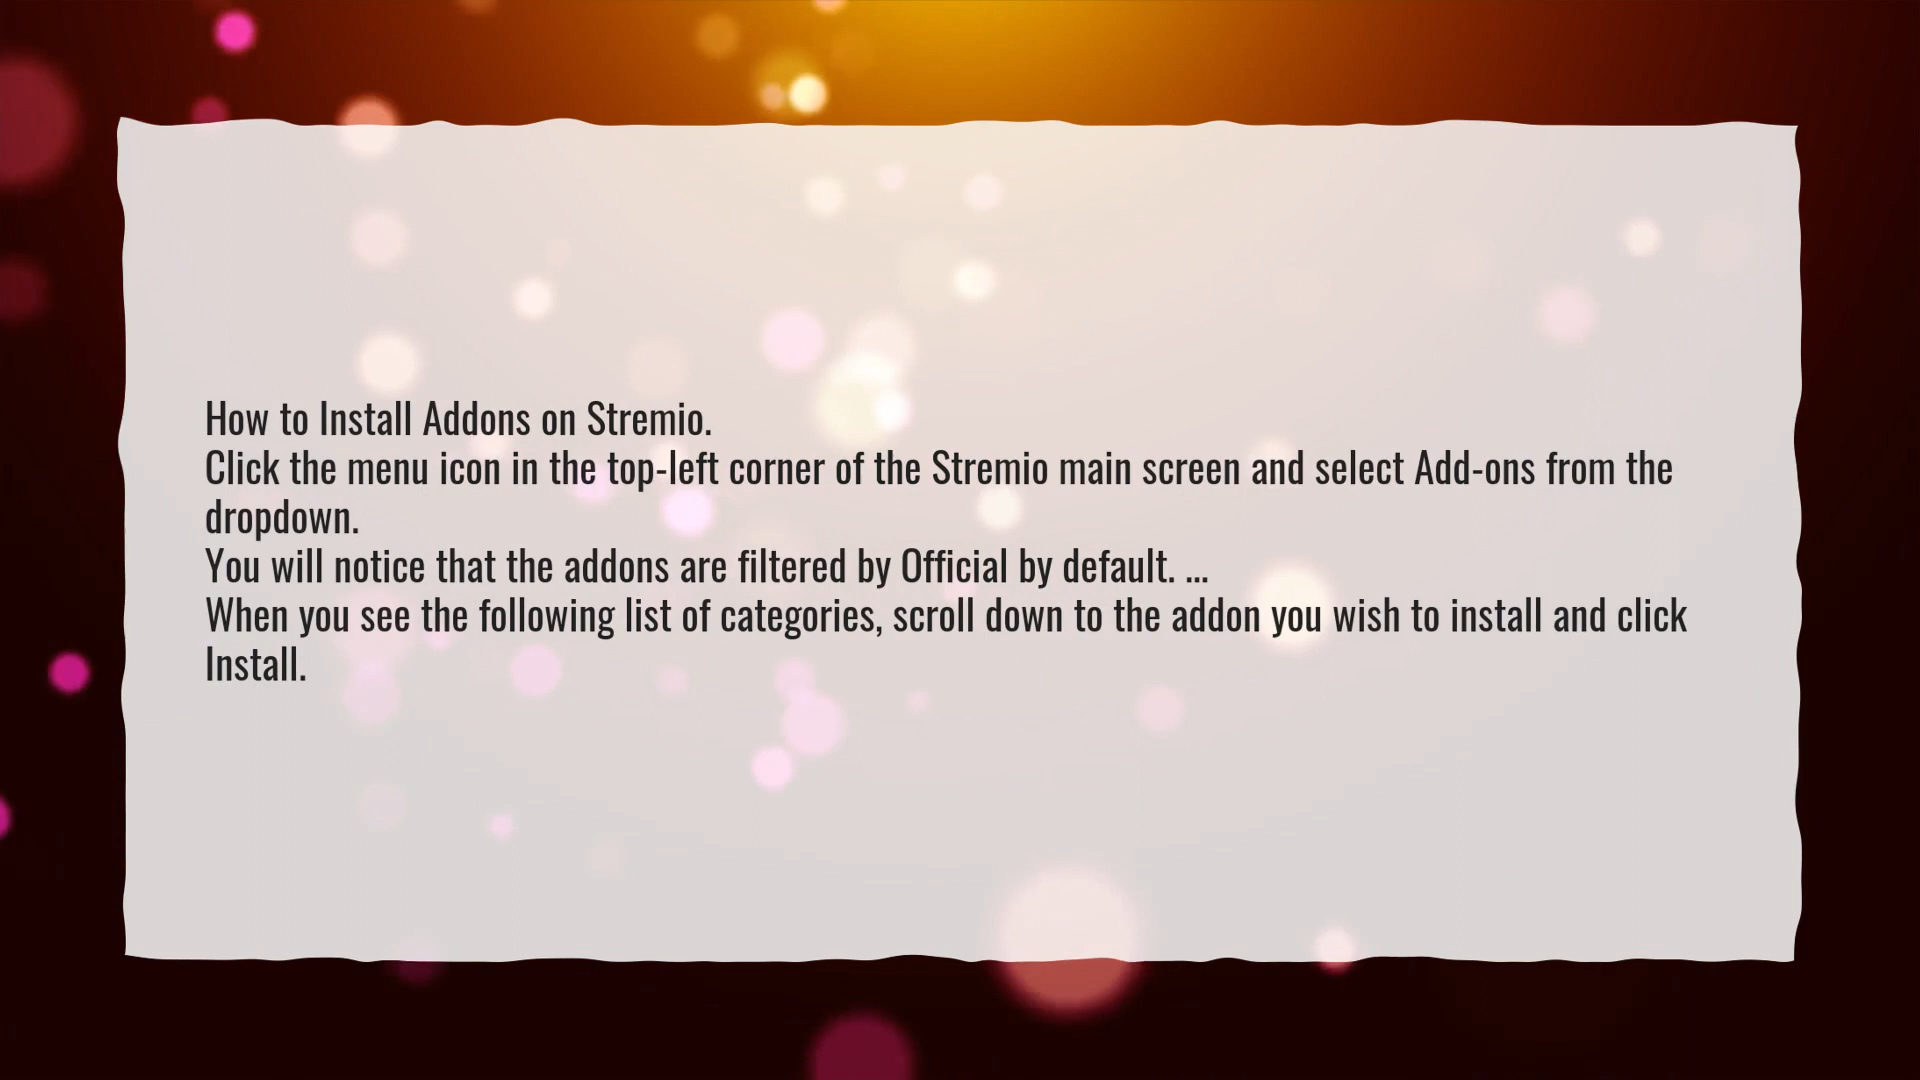 How to Install Addons on Stremio.
Click the menu icon in the top-left corner of the Stremio main screen and select Add-ons from the
dropdown.
You will notice that the addons are filtered by Official by default. ...
When you see the following list of categories, scroll down to the addon you wish to install and click
Install.